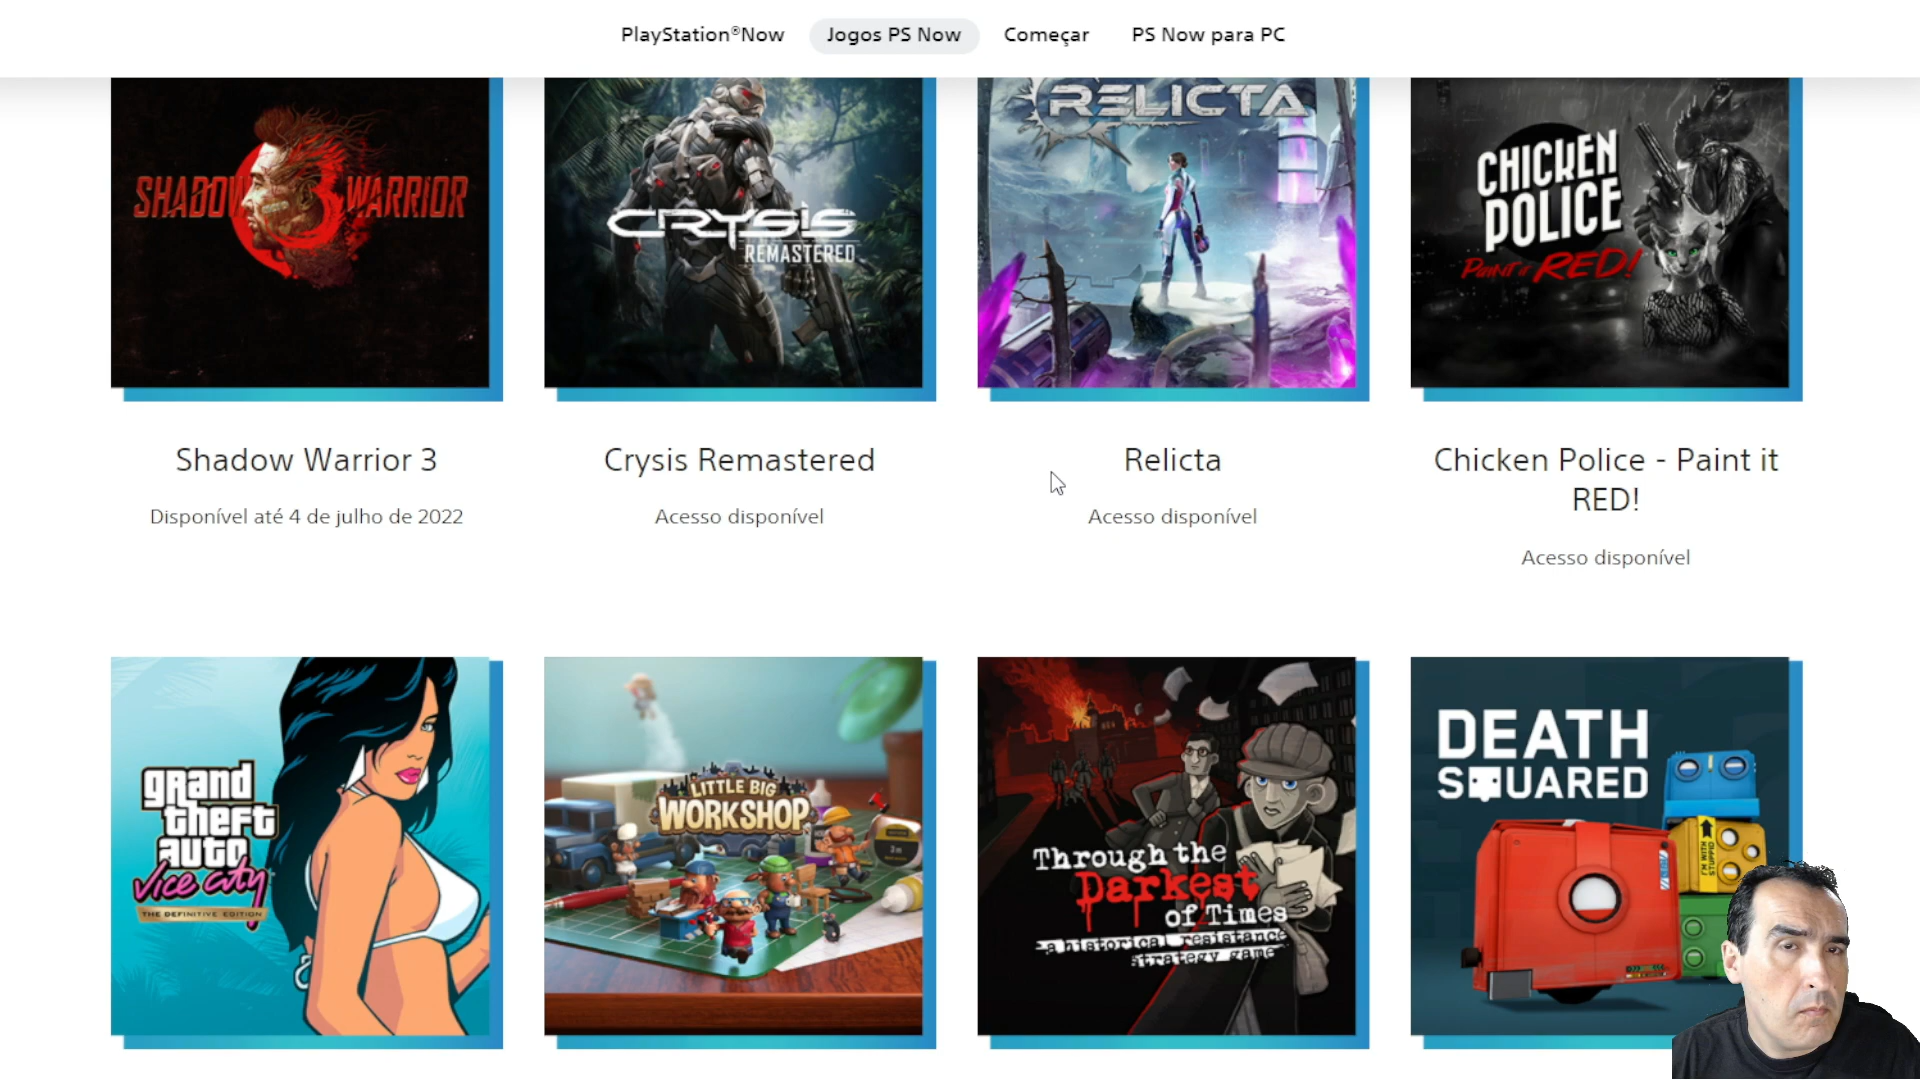 PlayStation®Now
Jogos PS Now
Começar
PS Now para PC
SHADOW 3 WARRIOR
CRYSIS
REMASTERED
RELICTA
CHICKEN
POLICE
PAINT it RED!
Shadow Warrior 3
Crysis Remastered
Relicta
Chicken Police - Paint it
RED!
Disponível até 4 de julho de 2022
Acesso disponível
Acesso disponível
Acesso disponível
grand
theft
auto
vice city
THE DEFINITIVE EDITION
LITTLE BIG
WORKSHOP
Through the
Darkest
of Times
a historical resistance
strategy game
DEATH
SQUARED
I'M WITH
STUPID